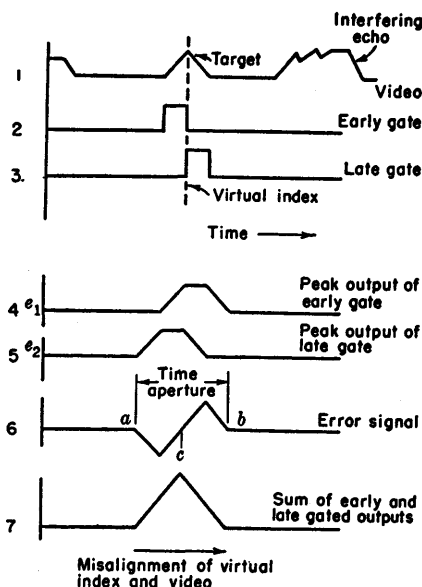 Interfering
echo
Target
1
Video
2
Early gate
3.
Late gate
Virtual index
Time
Peak output of
early gate
4 e1
Peak output of
late gate
5 e2
Time
aperture
a
b
6
Error signal
c
Sum of early and
late gated outputs
7
Misalignment of virtual
index and video